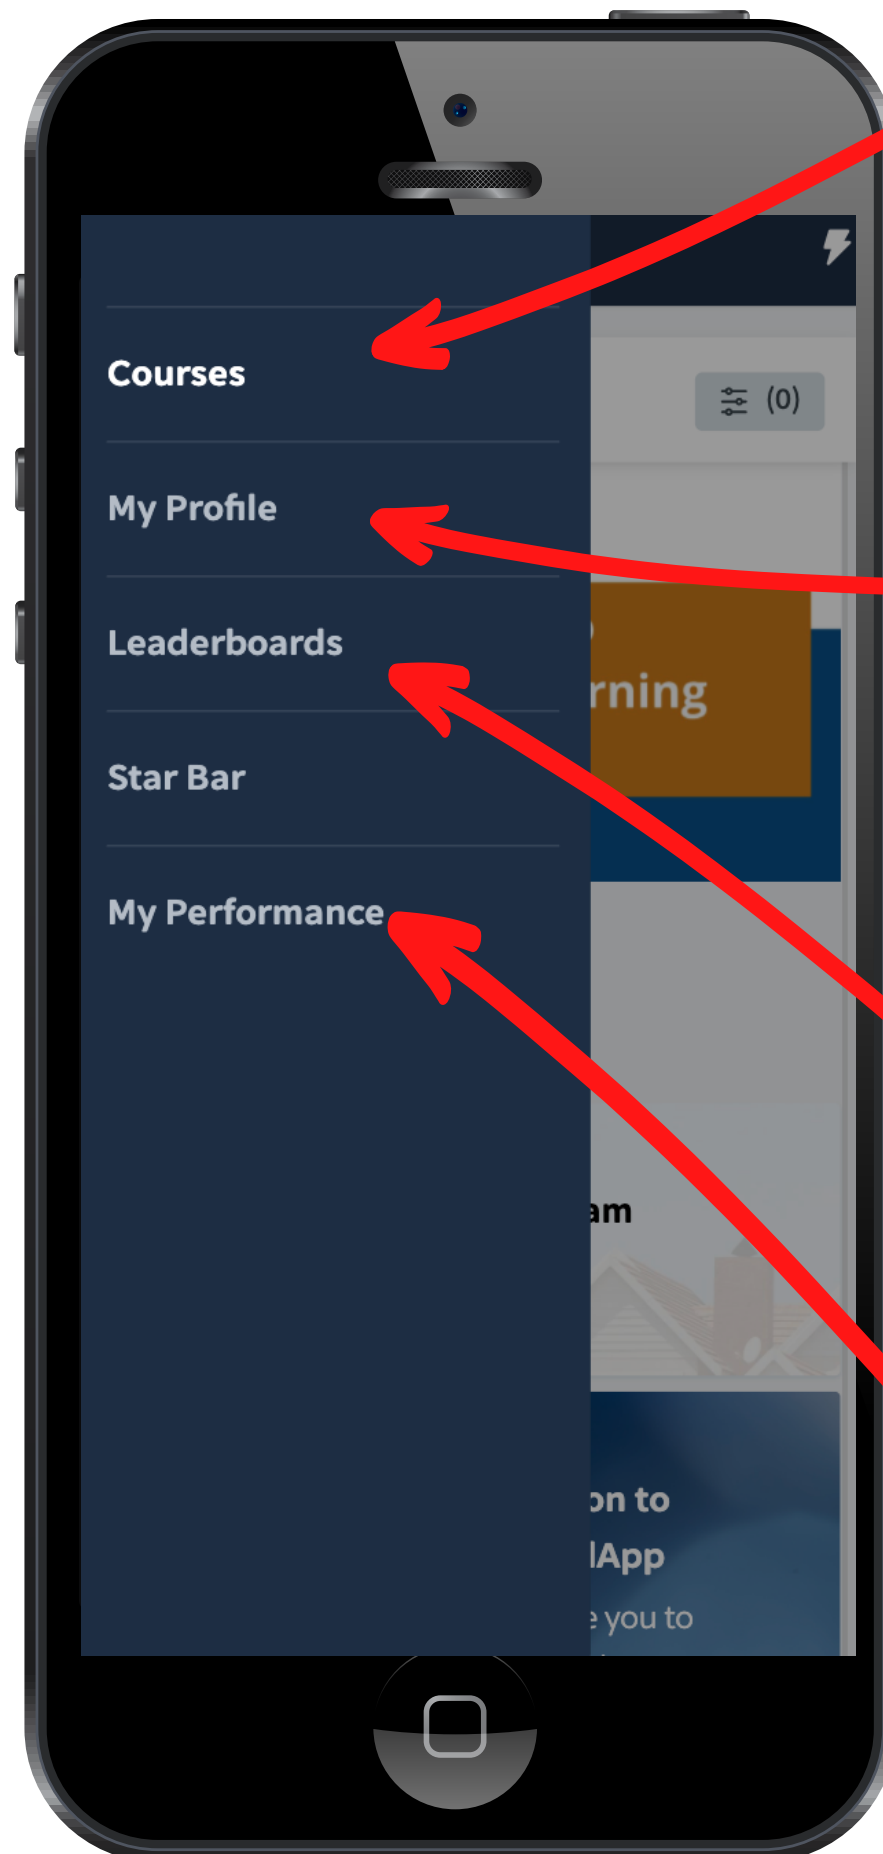 Courses
(0)
My Profile
Leaderboards
rning
Star Bar
My Performance
am
on to
lApp
you to